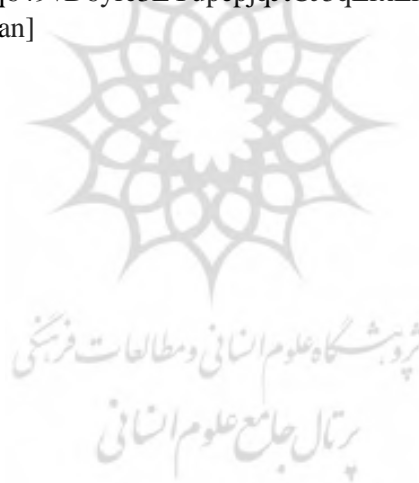 an]
پژوهشگاه علوم انسانی و مطالعات فرهنگی
پرتال جامع علوم انسانی